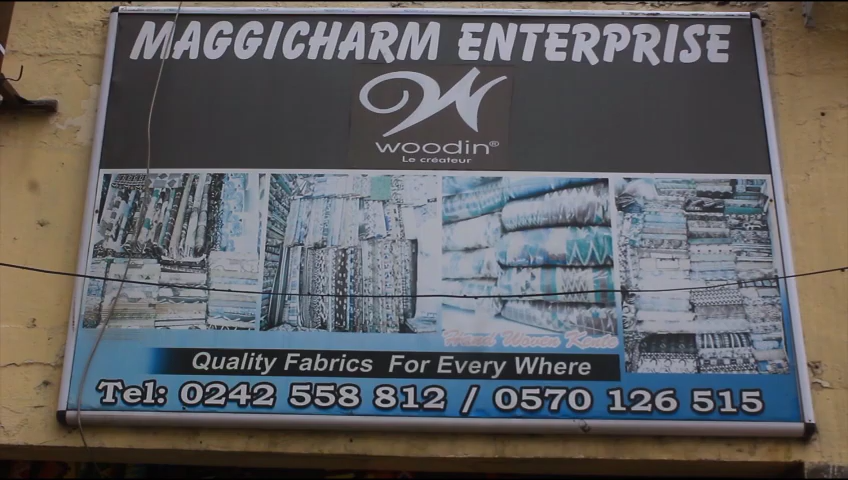 MAGGICHARM ENTERPRISE
woodin®
Le créateur
Hand Woven Kente
Quality Fabrics For Every Where
Tel: 0242 558 812 / 0570 126 515